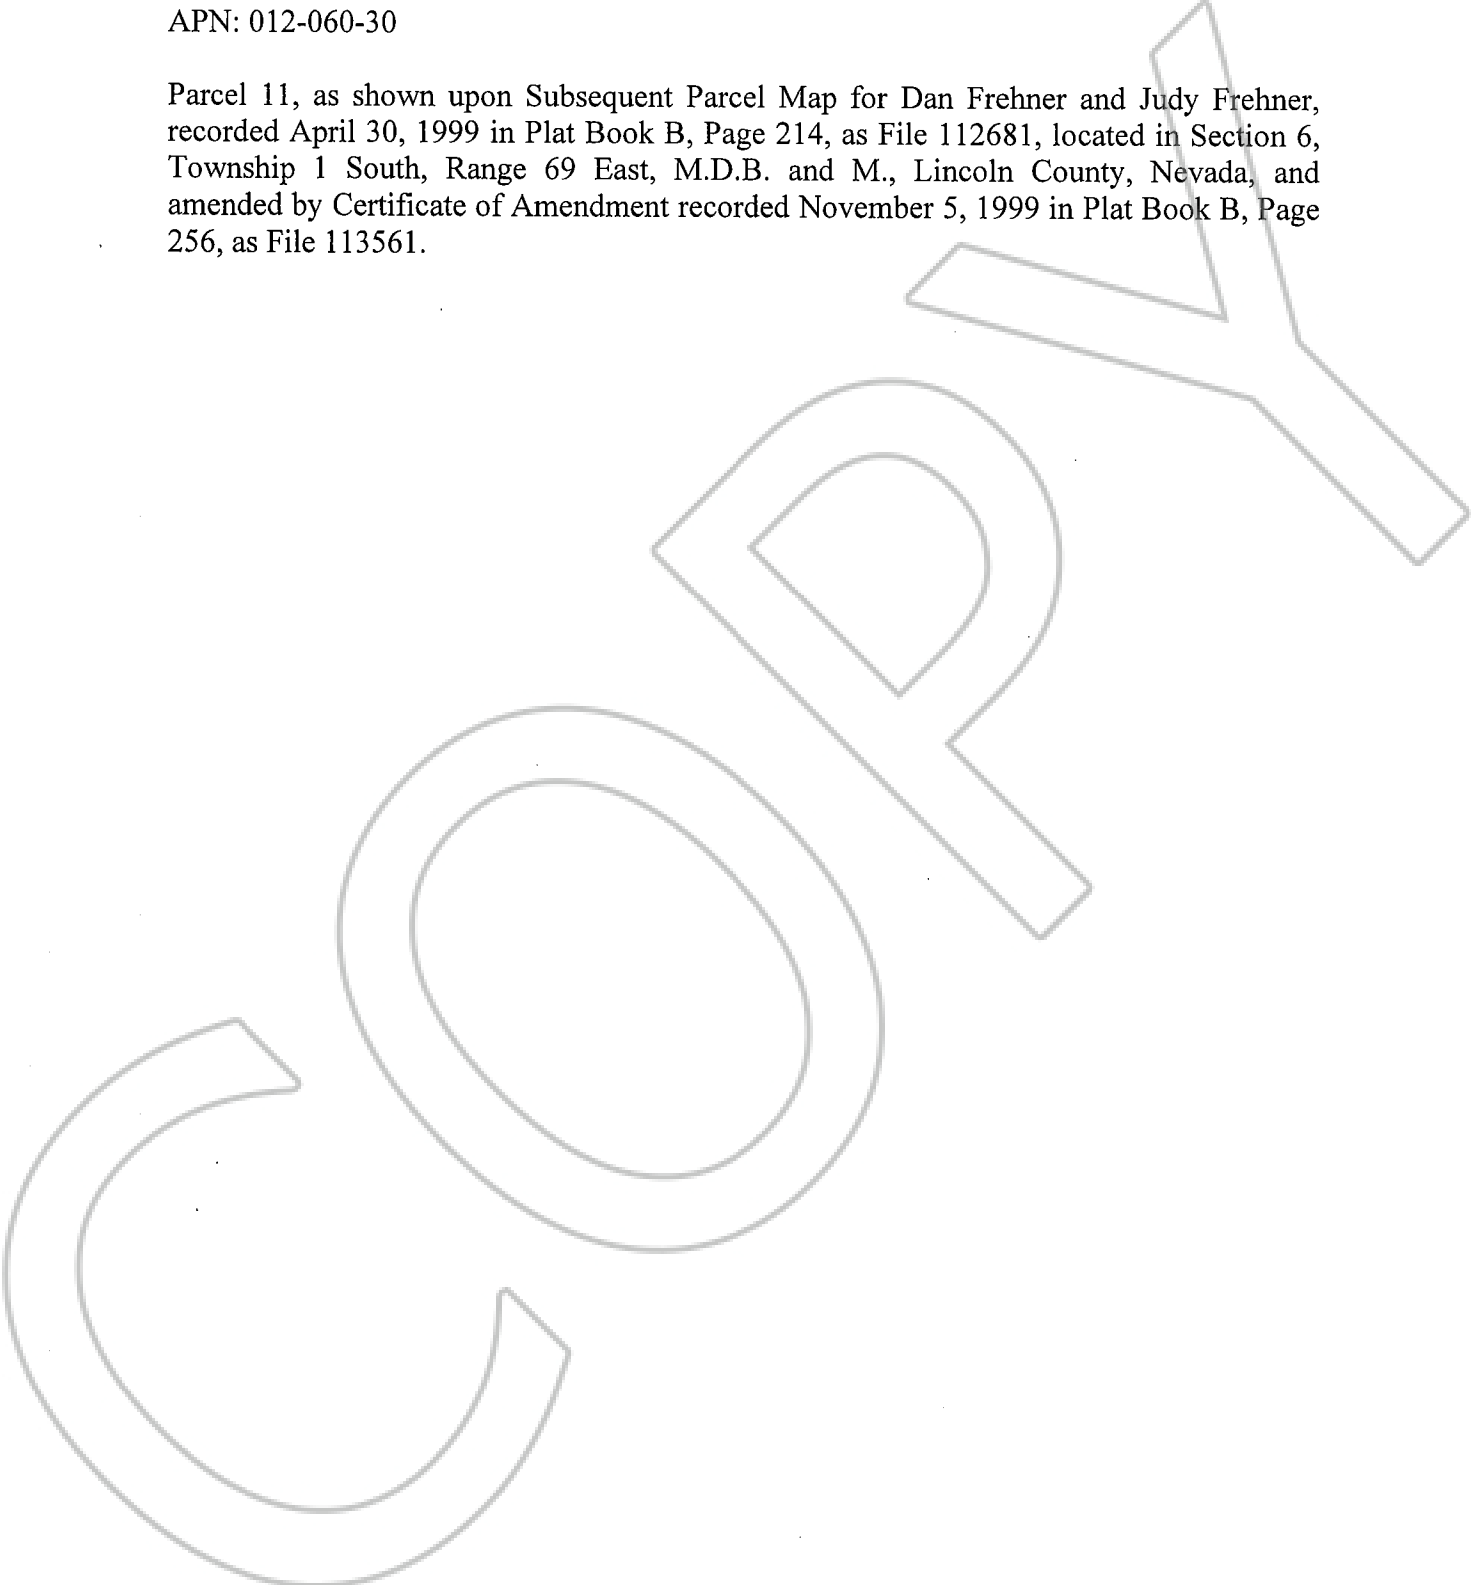 APN: 012-060-30
Parcel 11, as shown upon Subsequent Parcel Map for Dan Frehner and Judy Frehner,
recorded April 30, 1999 in Plat Book B, Page 214, as File 112681, located in Section 6,
Township 1 South, Range 69 East, M.D.B. and M., Lincoln County, Nevada, and
amended by Certificate of Amendment recorded November 5, 1999 in Plat Book B, Page
256, as File 113561.
COPY